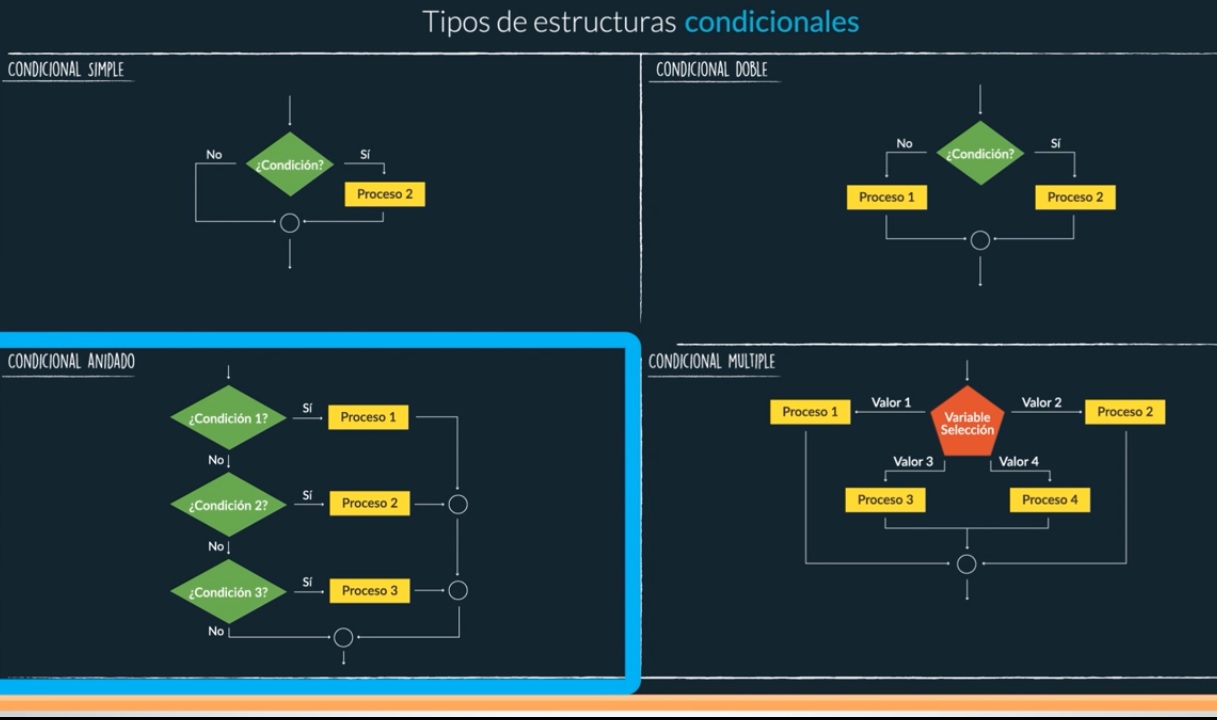 Tipos de estructuras condicionales
CONDICIONAL SIMPLE
¿Condición?
No
Sí
Proceso 2
CONDICIONAL DOBLE
¿Condición?
No
Sí
Proceso 1
Proceso 2
CONDICIONAL ANIDADO
¿Condición 1?
Sí
Proceso 1
No
¿Condición 2?
Sí
Proceso 2
No
¿Condición 3?
Sí
Proceso 3
No
CONDICIONAL MULTIPLE
Proceso 1
Valor 1
Variable
Selección
Valor 2
Proceso 2
Valor 3
Valor 4
Proceso 3
Proceso 4